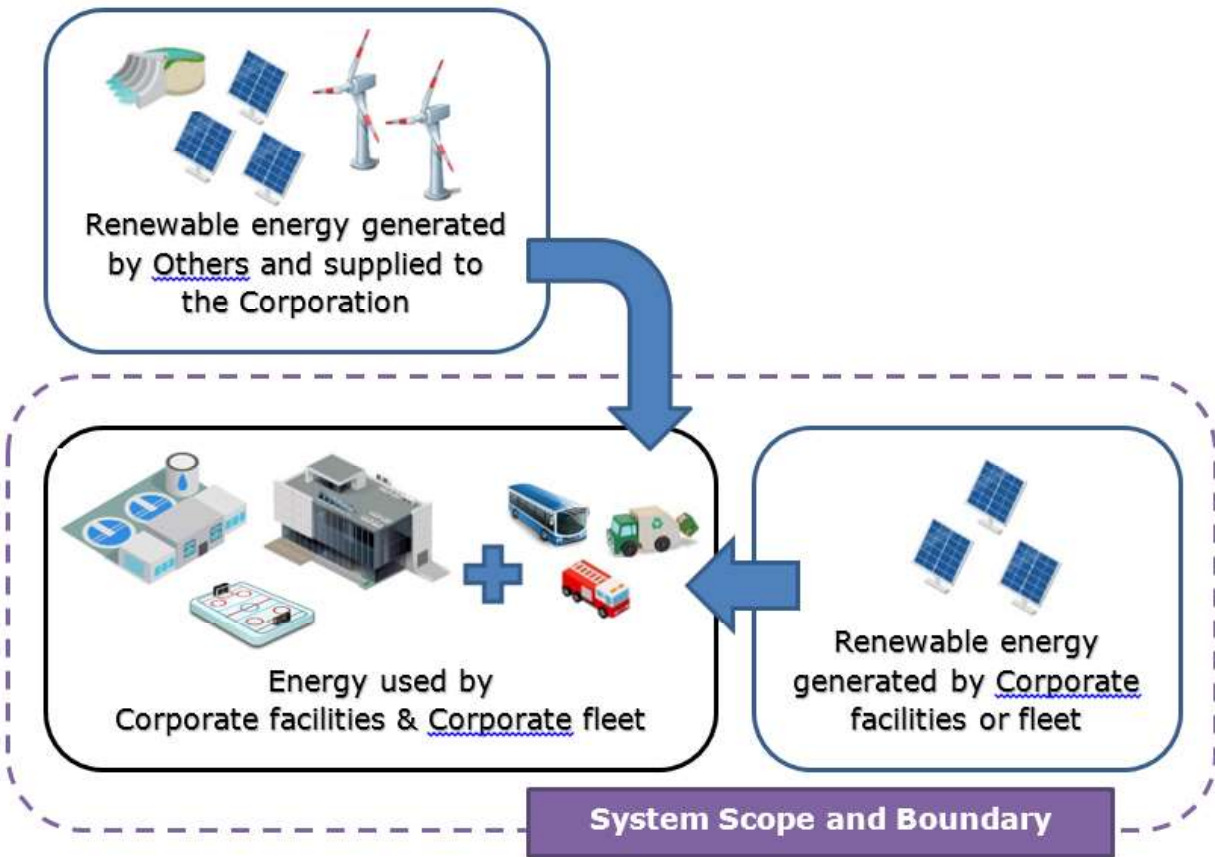 Renewable energy generated
by Others and supplied to
the Corporation
Energy used by
Corporate facilities & Corporate fleet
Renewable energy
generated by Corporate
facilities or fleet
System Scope and Boundary